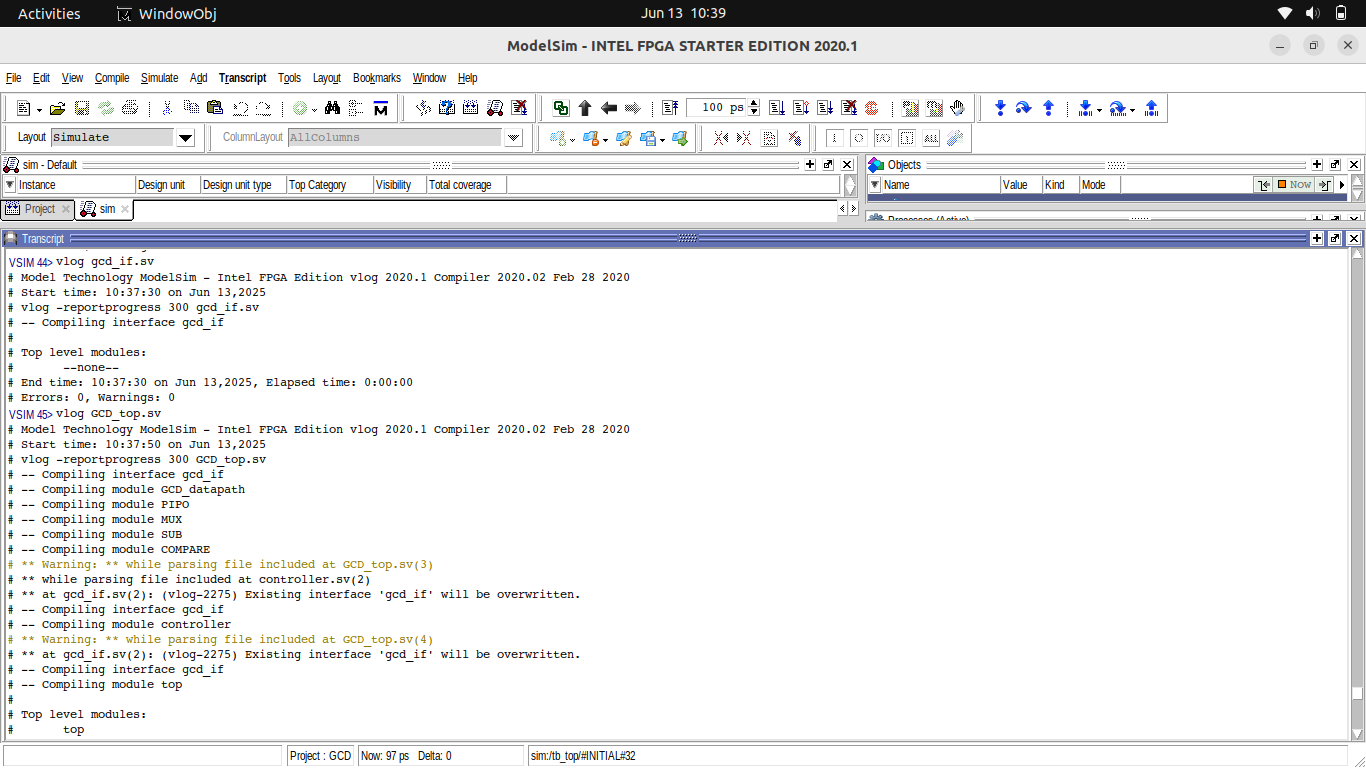 Activities WindowObj Jun 13 10:39
ModelSim - INTEL FPGA STARTER EDITION 2020.1
File Edit View Compile Simulate Add Transcript Tools Layout Bookmarks Window Help
100 ps
Layout Simulate ColumnLayout AllColumns
sim - Default
Objects
Instance Design unit Design unit type Top Category Visibility Total coverage
Name Value Kind Mode Now
Project sim
Processes (Active)
Transcript
VSIM 44> vlog gcd_if.sv
# Model Technology ModelSim - Intel FPGA Edition vlog 2020.1 Compiler 2020.02 Feb 28 2020
# Start time: 10:37:30 on Jun 13,2025
# vlog -reportprogress 300 gcd_if.sv
# -- Compiling interface gcd_if
#
# Top level modules:
# --none--
# End time: 10:37:30 on Jun 13,2025, Elapsed time: 0:00:00
# Errors: 0, Warnings: 0
VSIM 45> vlog GCD_top.sv
# Model Technology ModelSim - Intel FPGA Edition vlog 2020.1 Compiler 2020.02 Feb 28 2020
# Start time: 10:37:50 on Jun 13,2025
# vlog -reportprogress 300 GCD_top.sv
# -- Compiling interface gcd_if
# -- Compiling module GCD_datapath
# -- Compiling module PIPO
# -- Compiling module MUX
# -- Compiling module SUB
# -- Compiling module COMPARE
# ** Warning: ** while parsing file included at GCD_top.sv(3)
# ** while parsing file included at controller.sv(2)
# ** at gcd_if.sv(2): (vlog-2275) Existing interface 'gcd_if' will be overwritten.
# -- Compiling interface gcd_if
# -- Compiling module controller
# ** Warning: ** while parsing file included at GCD_top.sv(4)
# ** at gcd_if.sv(2): (vlog-2275) Existing interface 'gcd_if' will be overwritten.
# -- Compiling interface gcd_if
# -- Compiling module top
#
# Top level modules:
# top
Project : GCD Now: 97 ps Delta: 0 sim:/tb_top/#INITIAL#32